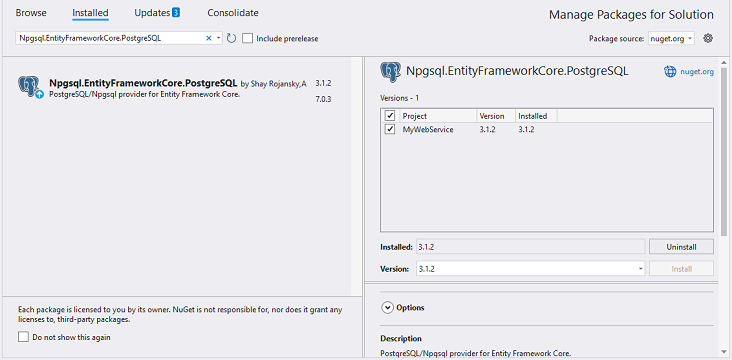 Browse Installed Updates 3 Consolidate Manage Packages for Solution
Npgsql.EntityFrameworkCore.PostgreSQL Include prerelease Package source: nuget.org
Npgsql.EntityFrameworkCore.PostgreSQL by Shay Rojansky,A 3.1.2
PostgreSQL/Npgsql provider for Entity Framework Core. 7.0.3
Each package is licensed to you by its owner. NuGet is not responsible for, nor does it grant any
licenses to, third-party packages.
Do not show this again
Npgsql.EntityFrameworkCore.PostgreSQL nuget.org
Versions - 1
Project Version Installed
MyWebService 3.1.2 3.1.2
Installed: 3.1.2 Uninstall
Version: 3.1.2 Install
Options
Description
PostgreSQL/Npgsql provider for Entity Framework Core.